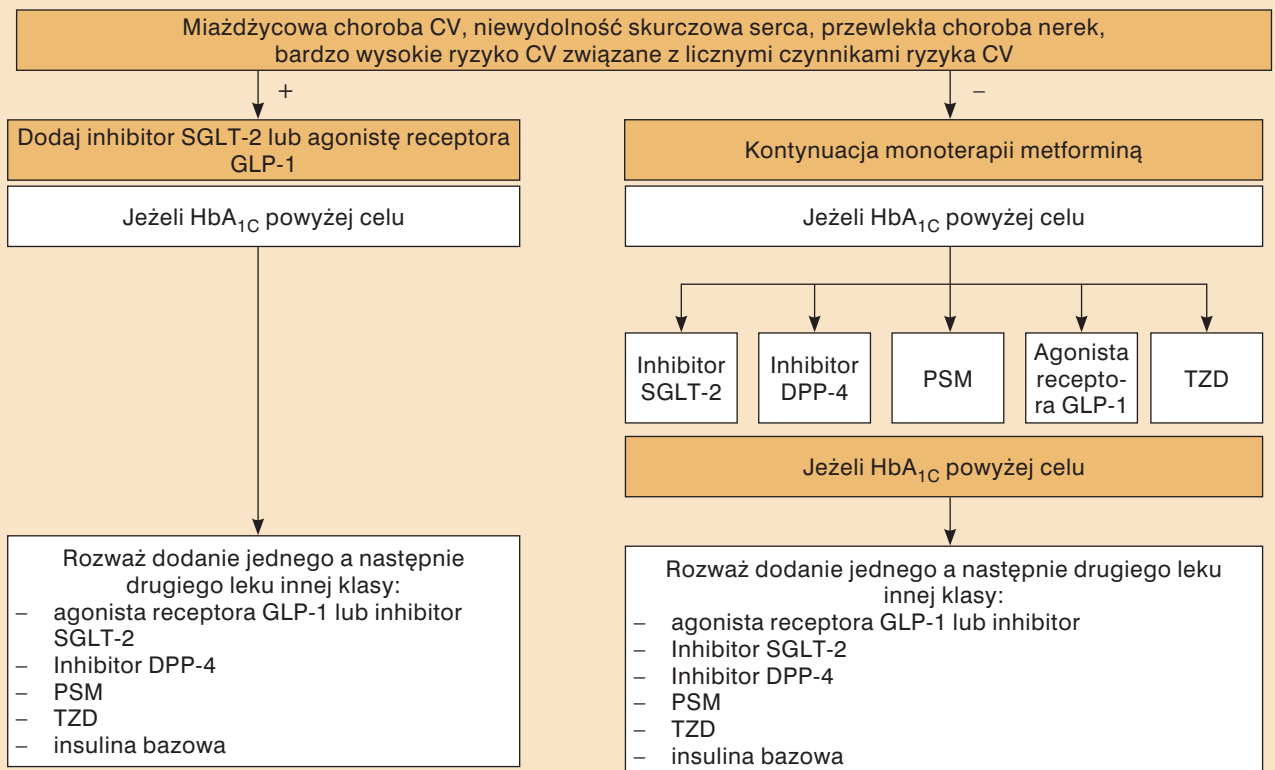 Miażdżycowa choroba CV, niewydolność skurczowa serca, przewlekła choroba nerek,
bardzo wysokie ryzyko CV związane z licznymi czynnikami ryzyka CV
+
–
Dodaj inhibitor SGLT-2 lub agonistę receptora
GLP-1
Jeżeli HbA1C powyżej celu
Kontynuacja monoterapii metforminą
Jeżeli HbA1C powyżej celu
Inhibitor
SGLT-2
Inhibitor
DPP-4
PSM
Agonista
recepto-
ra GLP-1
TZD
Jeżeli HbA1C powyżej celu
Rozważ dodanie jednego a następnie
drugiego leku innej klasy:
– agonista receptora GLP-1 lub inhibitor
SGLT-2
– Inhibitor DPP-4
– PSM
– TZD
– insulina bazowa
Rozważ dodanie jednego a następnie drugiego leku
innej klasy:
– agonista receptora GLP-1 lub inhibitor
– Inhibitor SGLT-2
– Inhibitor DPP-4
– PSM
– TZD
– insulina bazowa